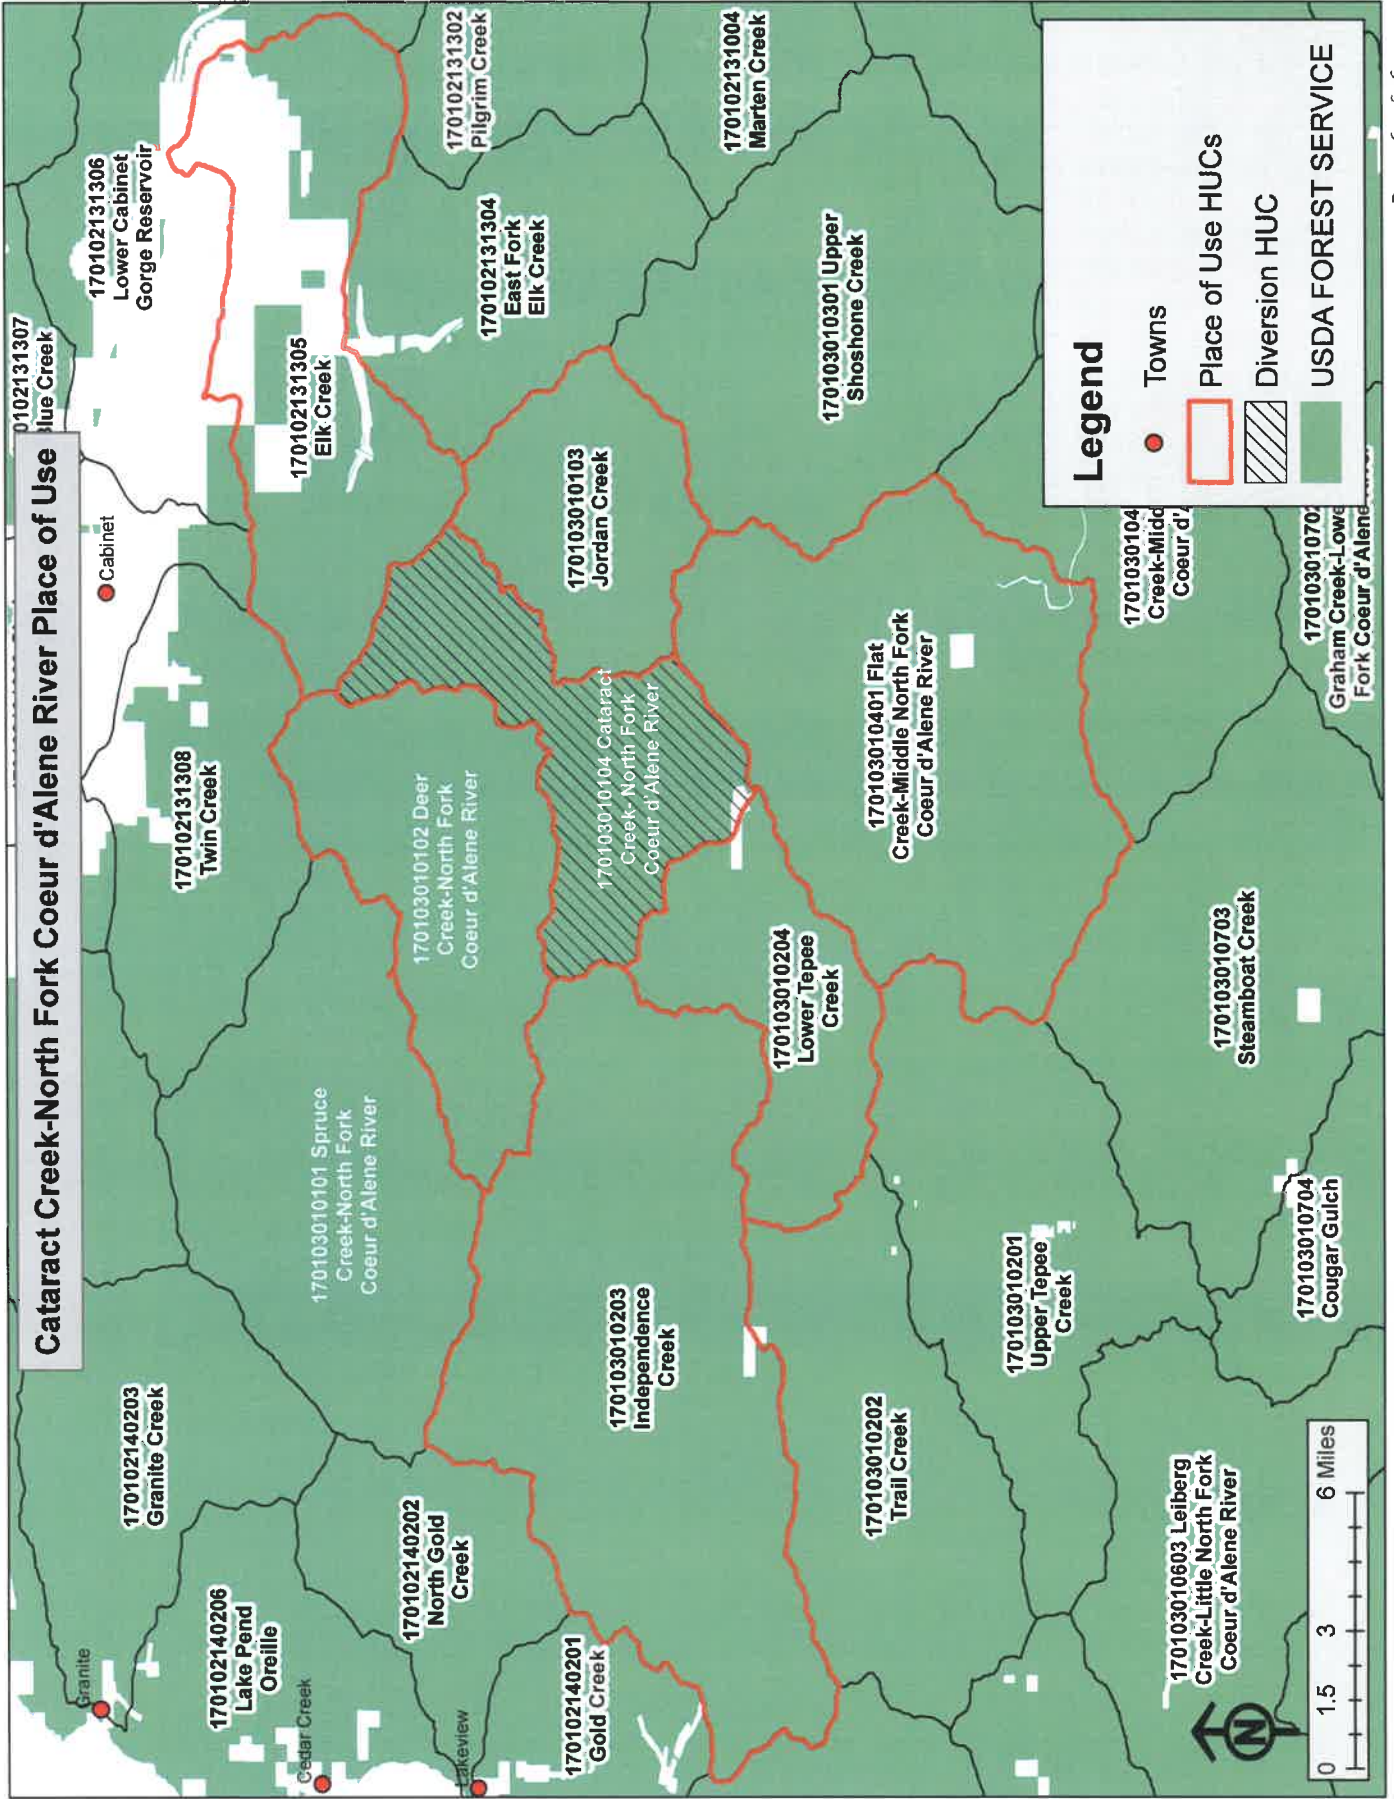 Cataract Creek-North Fork Coeur d'Alene River Place of Use
Granite
170102140203
Granite Creek
170102140206
Lake Pend
Oreille
Cedar Creek
170102140202
North Gold
Creek
Lakeview
170102140201
Gold Creek
170103010101 Spruce
Creek-North Fork
Coeur d'Alene River
170102131308
Twin Creek
Cabinet
170102131306
Lower Cabinet
Gorge Reservoir
170102131305
Elk Creek
170102131302
Pilgrim Creek
170102131304
East Fork
Elk Creek
170102131004
Marten Creek
170103010102 Deer
Creek-North Fork
Coeur d'Alene River
170103010103
Jordan Creek
170103010104 Cataract
Creek- North Fork
Coeur d'Alene River
170103010203
Independence
Creek
170103010204
Lower Tepee
Creek
170103010301 Upper
Shoshone Creek
170103010202
Trail Creek
170103010401 Flat
Creek-Middle North Fork
Coeur d'Alene River
170103010201
Upper Tepee
Creek
170103010603 Leiberg
Creek-Little North Fork
Coeur d'Alene River
170103010703
Steamboat Creek
170103010704
Cougar Gulch
Graham
Fork Coeur d'Alene
Legend
Towns
Place of Use HUCs
Diversion HUC
USDA FOREST SERVICE
N
0 1.5 3 6 Miles